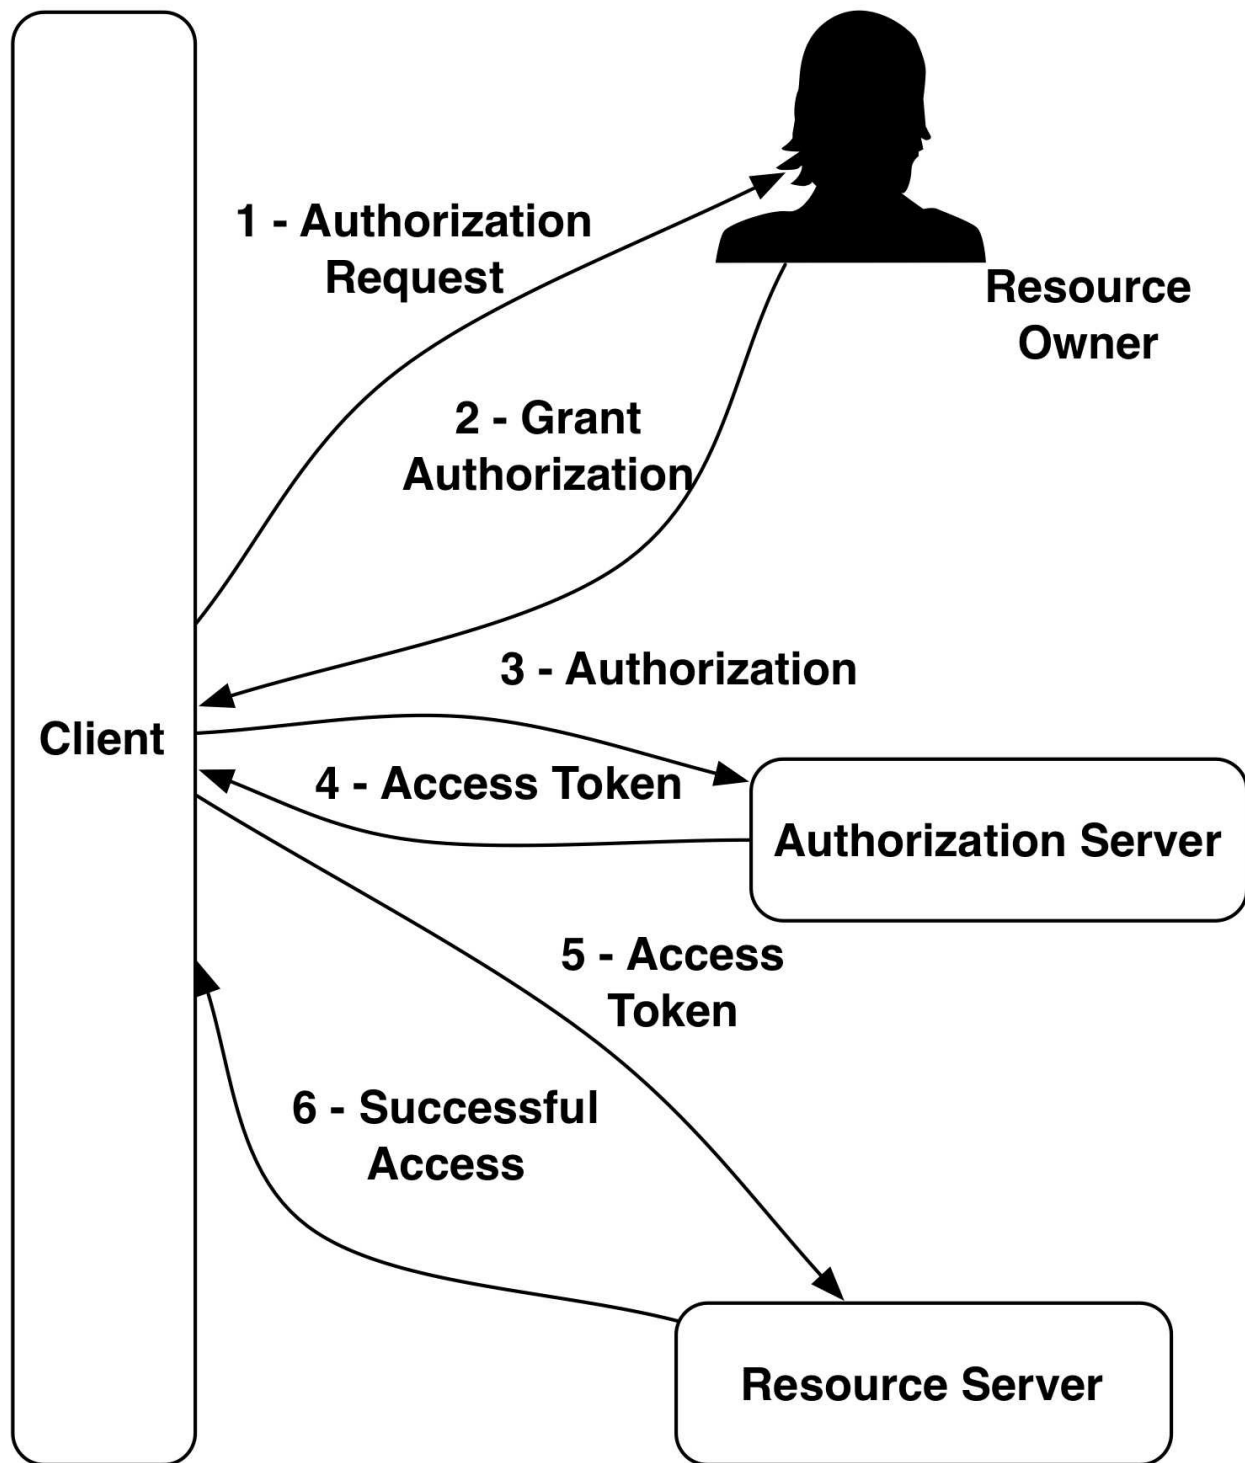 1 - Authorization
Request
Resource
Owner
2 - Grant
Authorization
3 - Authorization
Client
4 - Access Token
Authorization Server
5 - Access
Token
6 - Successful
Access
Resource Server